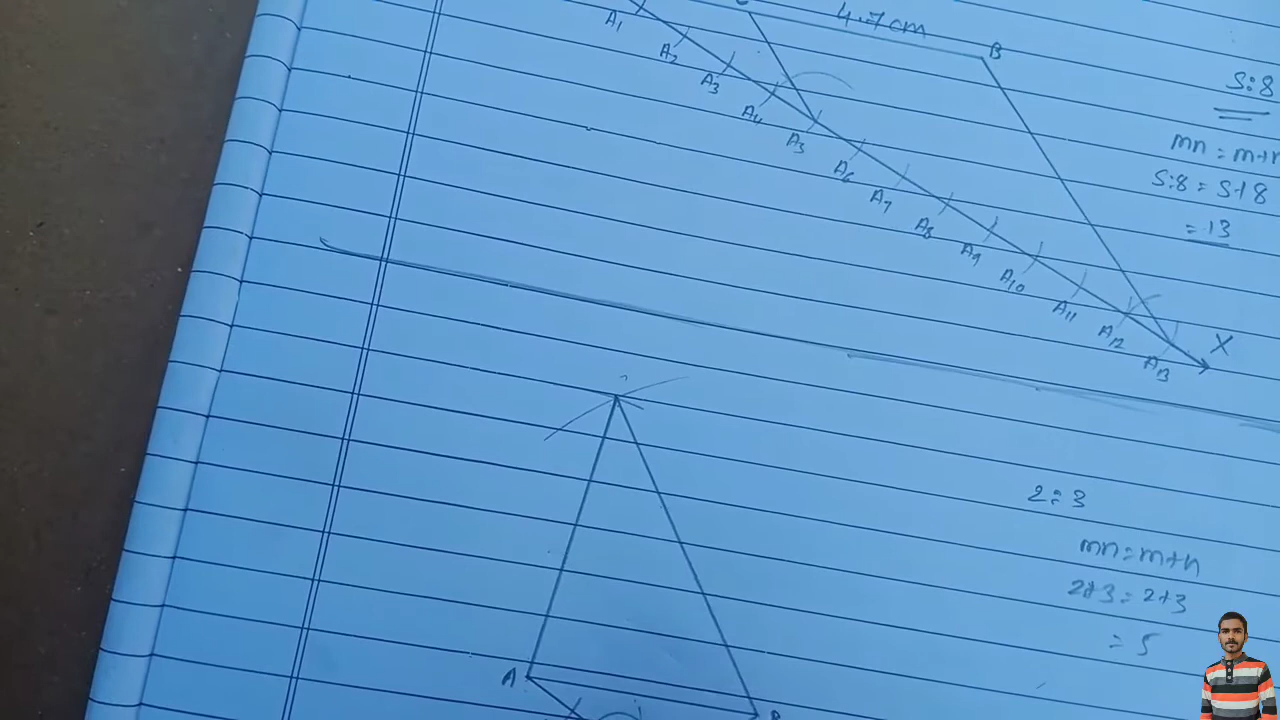 4.7cm
B
A1
A2
A3
A4
A5
A6
A7
A8
A9
A10
A11
A12
A13
X
5:8
mn = m+n
5:8 = 5+8
= 13
2:3
mn = m+n
2+3 = 2+3
= 5
A
B